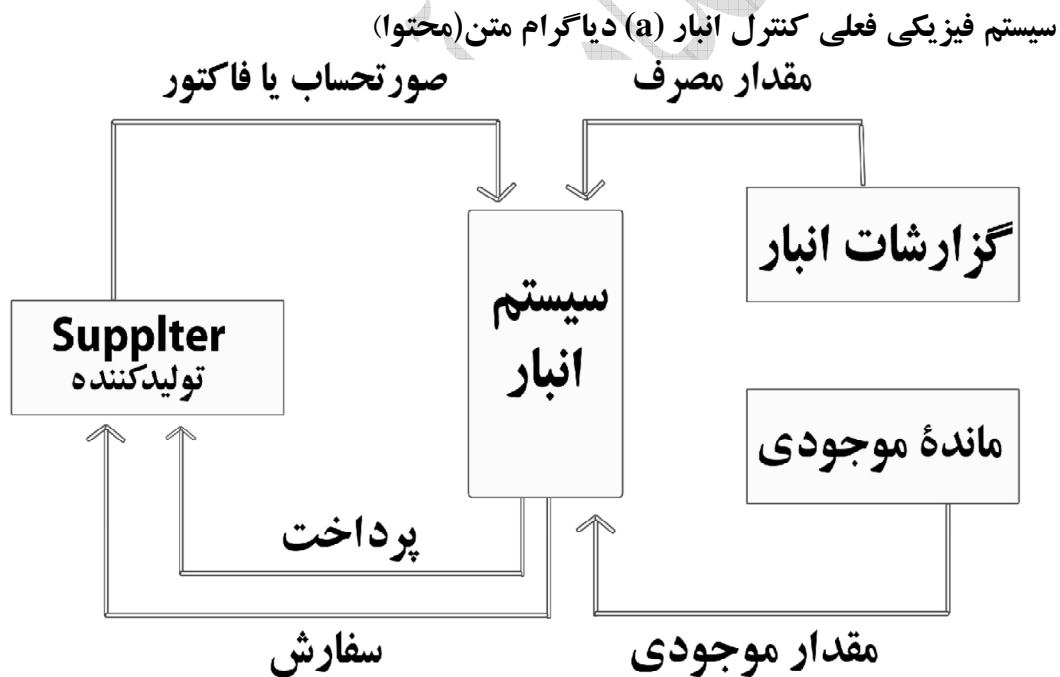 سیستم فیزیکی فعلی کنترل انبار (a) دیاگرام متن(محتوا)
مقدار مصرف
صورتحساب یا فاکتور
گزارشات انبار
سیستم
انبار
Supplter
تولیدکننده
ماندهٔ موجودی
پرداخت
سفارش
مقدار موجودی